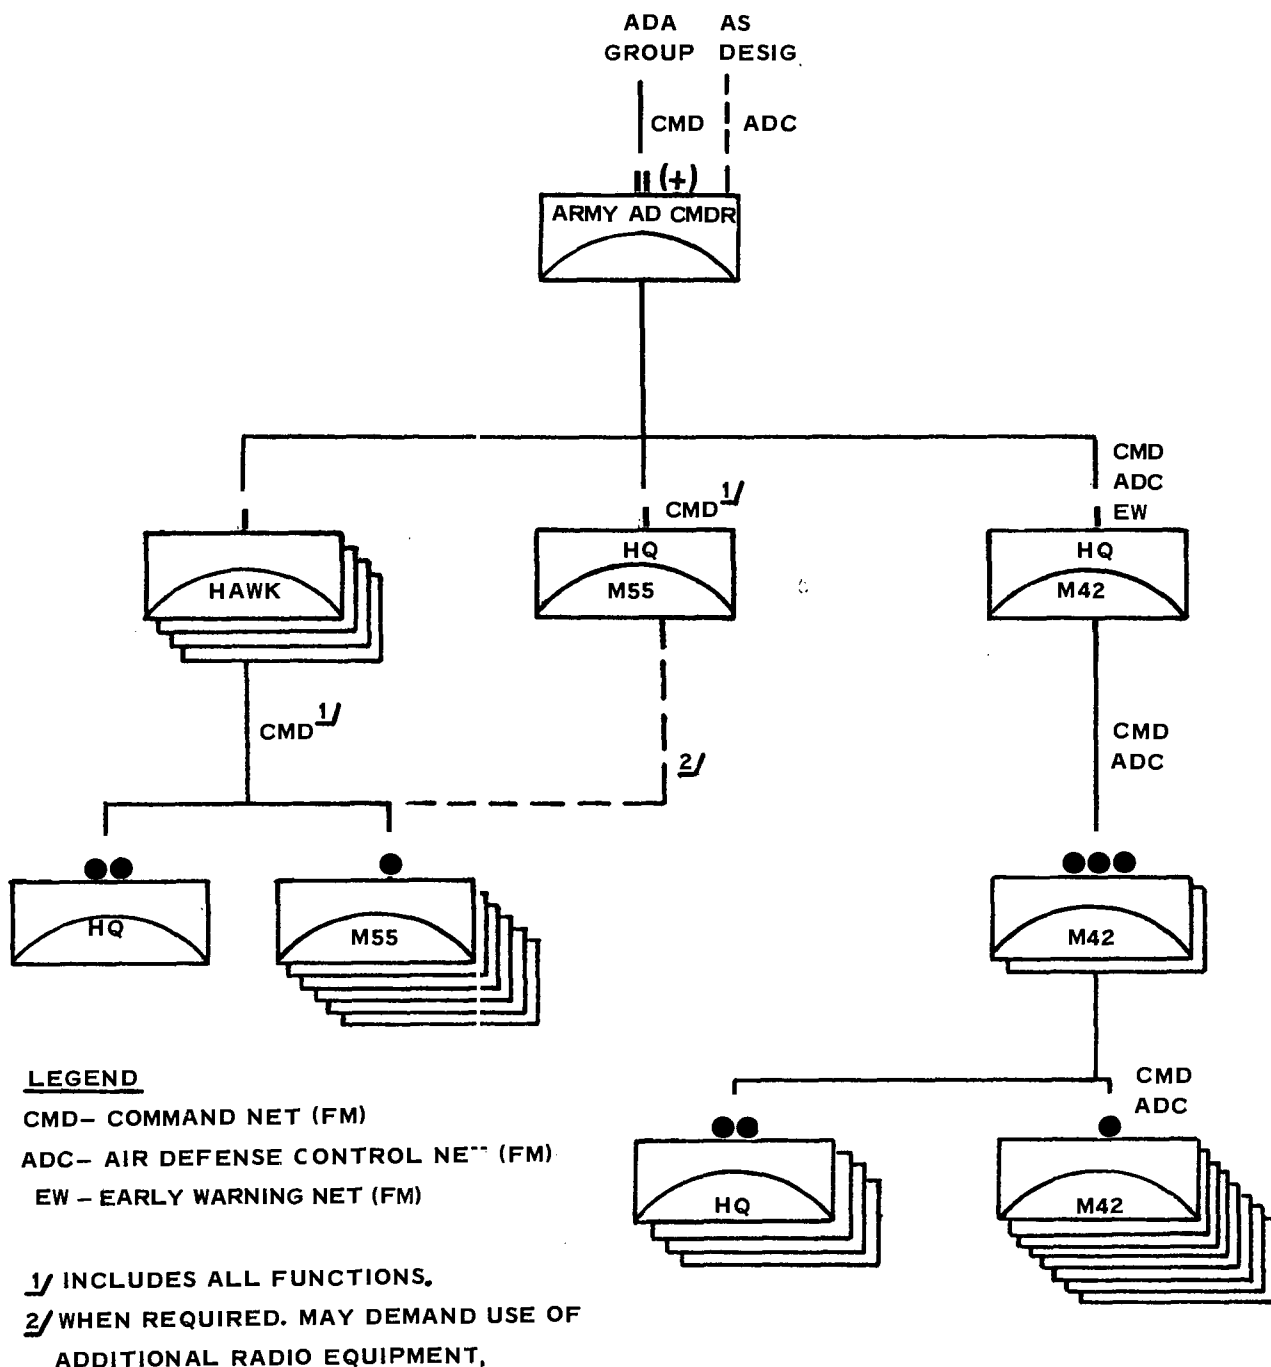 ADA AS
GROUP DESIG
CMD ADC
(+)
ARMY AD CMDR
CMD
ADC
EW
CMD 1/
HAWK
HQ
M55
HQ
M42
CMD 1/
2/
CMD
ADC
HQ
M55
M42
CMD
ADC
HQ
M42
LEGEND
CMD– COMMAND NET (FM)
ADC– AIR DEFENSE CONTROL (FM)
EW – EARLY WARNING NET (FM)
1/ INCLUDES ALL FUNCTIONS.
2/ WHEN REQUIRED. MAY DEMAND USE OF
ADDITIONAL RADIO EQUIPMENT,